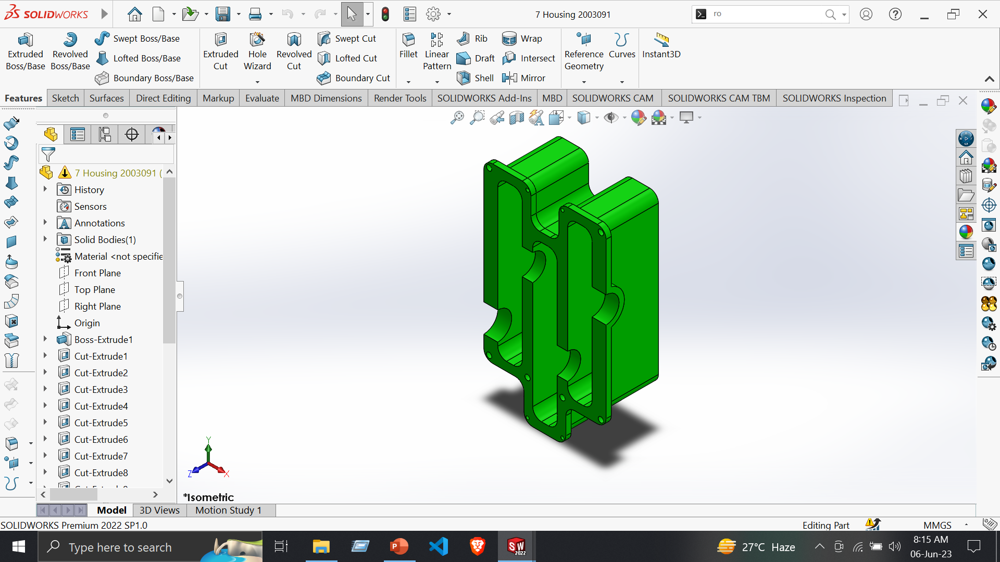 SOLIDWORKS
7 Housing 2003091
ro
Extruded Boss/Base
Revolved Boss/Base
Swept Boss/Base
Lofted Boss/Base
Boundary Boss/Base
Extruded Cut
Hole Wizard
Revolved Cut
Swept Cut
Lofted Cut
Boundary Cut
Fillet
Linear Pattern
Rib
Draft
Shell
Wrap
Intersect
Mirror
Reference Geometry
Curves
Instant3D
Features
Sketch
Surfaces
Direct Editing
Markup
Evaluate
MBD Dimensions
Render Tools
SOLIDWORKS Add-Ins
MBD
SOLIDWORKS CAM
SOLIDWORKS CAM TBM
SOLIDWORKS Inspection
7 Housing 2003091 (
History
Sensors
Annotations
Solid Bodies(1)
Material <not specifie
Front Plane
Top Plane
Right Plane
Origin
Boss-Extrude1
Cut-Extrude1
Cut-Extrude2
Cut-Extrude3
Cut-Extrude4
Cut-Extrude5
Cut-Extrude6
Cut-Extrude7
Cut-Extrude8
Y
Z
X
*Isometric
Model
3D Views
Motion Study 1
SOLIDWORKS Premium 2022 SP1.0
Editing Part
MMGS
Type here to search
P
SW
2022
27°C Haze
8:15 AM
06-Jun-23